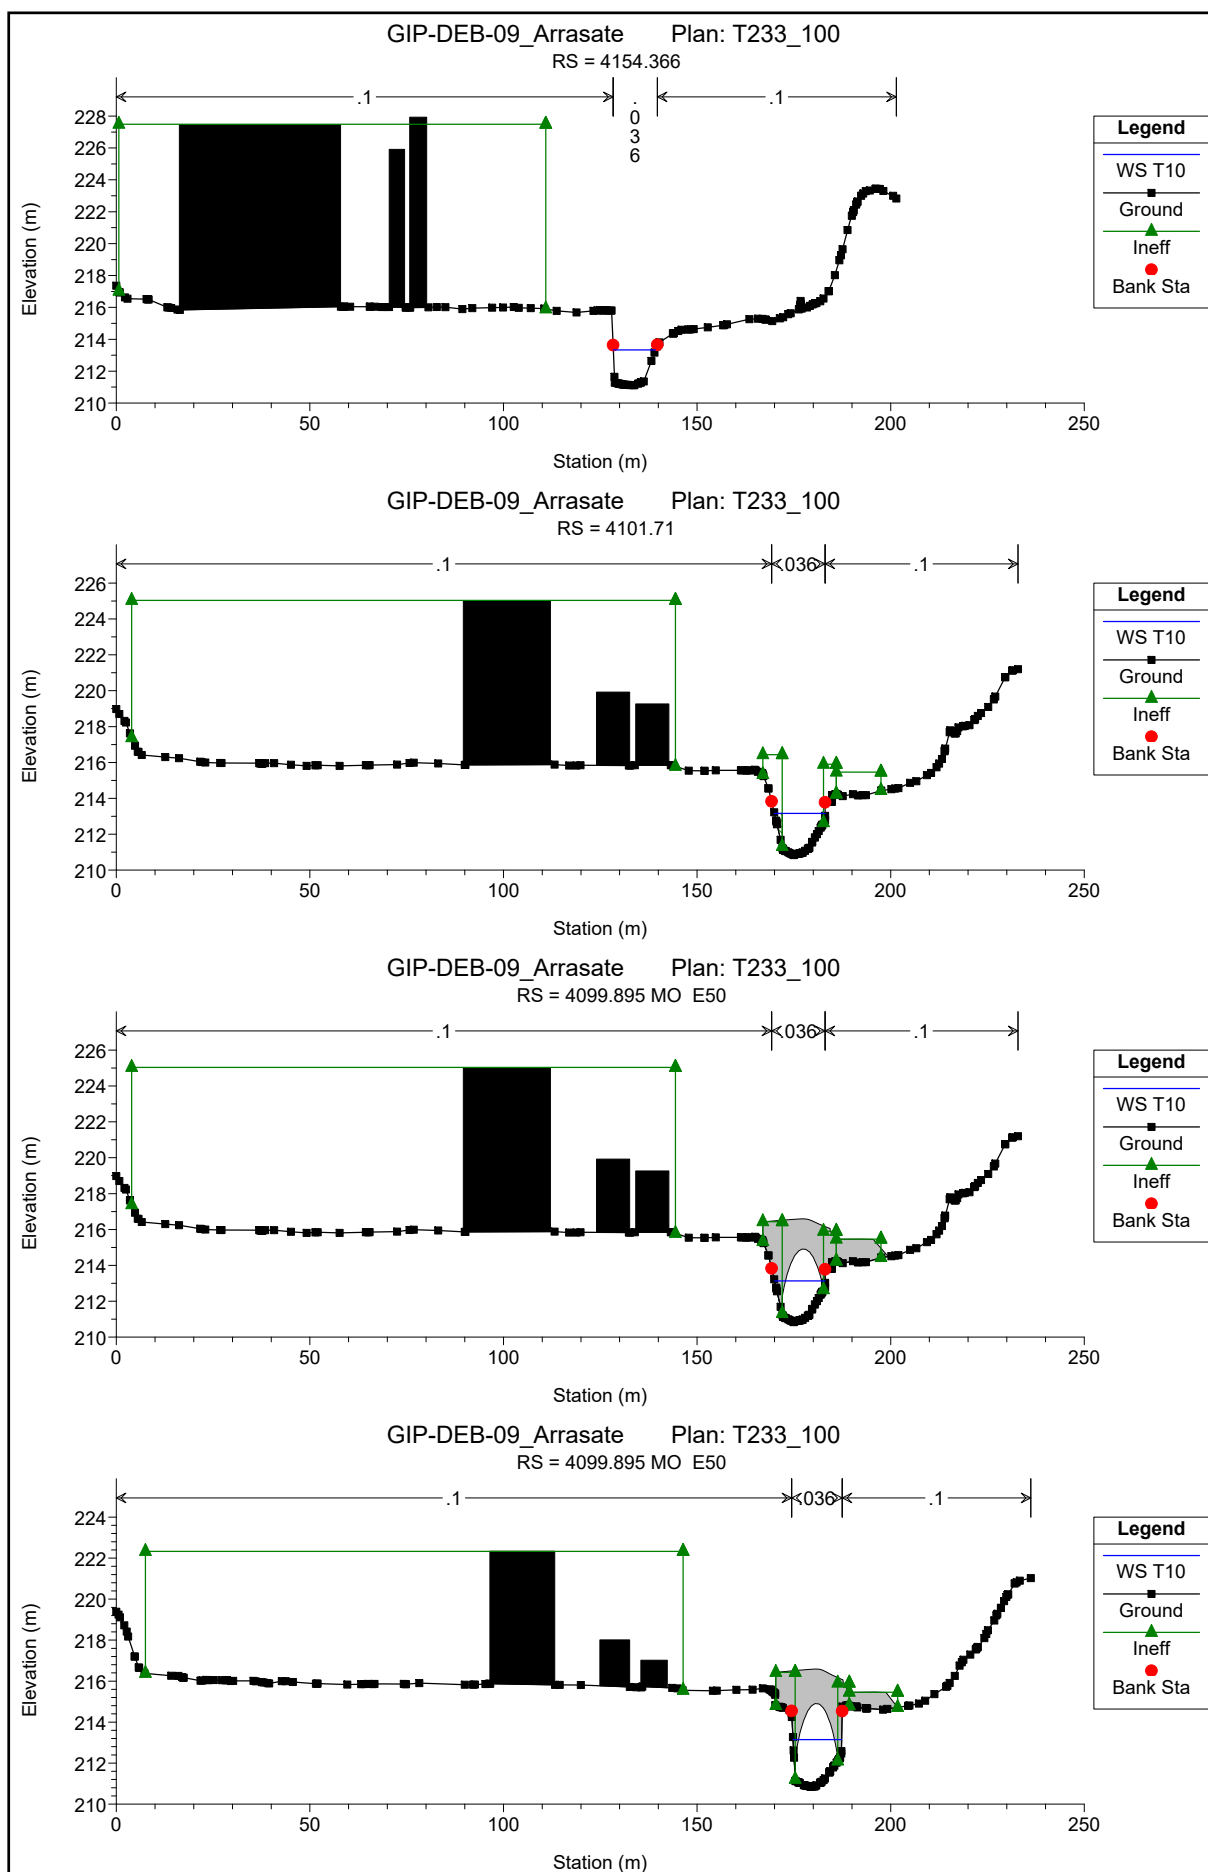 GIP-DEB-09_Arrasate Plan: T233_100
RS = 4154.366
.1
.036
.1
228
226
224
222
220
218
216
214
212
210
Elevation (m)
0 50 100 150 200 250
Station (m)
Legend
WS T10
Ground
Ineff
Bank Sta
GIP-DEB-09_Arrasate Plan: T233_100
RS = 4101.71
.1 .036 .1
226
224
222
220
218
216
214
212
210
Elevation (m)
0 50 100 150 200 250
Station (m)
Legend
WS T10
Ground
Ineff
Bank Sta
GIP-DEB-09_Arrasate Plan: T233_100
RS = 4099.895 MO E50
.1 .036 .1
226
224
222
220
218
216
214
212
210
Elevation (m)
0 50 100 150 200 250
Station (m)
Legend
WS T10
Ground
Ineff
Bank Sta
GIP-DEB-09_Arrasate Plan: T233_100
RS = 4099.895 MO E50
.1 .036 .1
224
222
220
218
216
214
212
210
Elevation (m)
0 50 100 150 200 250
Station (m)
Legend
WS T10
Ground
Ineff
Bank Sta